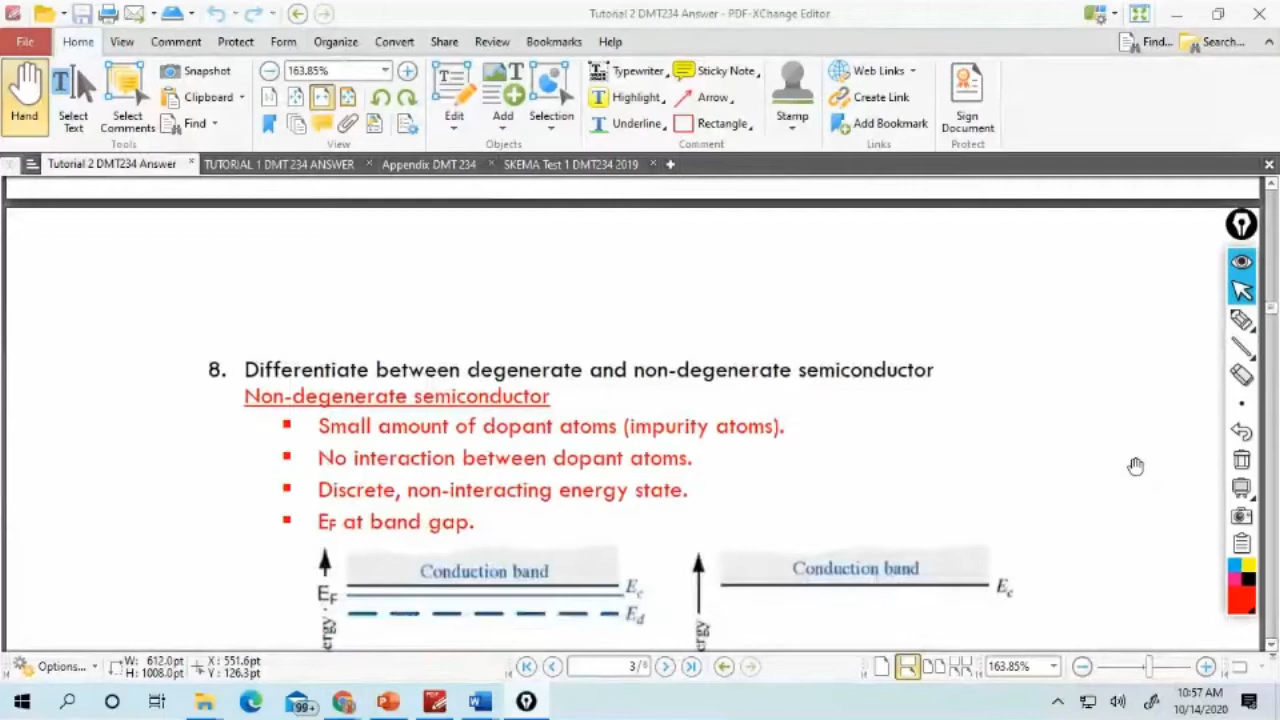 Tutorial 2 DMT234 Answer - PDF-XChange Editor
File Home View Comment Protect Form Organize Convert Share Review Bookmarks Help Find... Search...
Hand
Select Text
Select Comments
Snapshot
Clipboard
Find
Tools
163.85%
View
Edit
Add
Selection
Objects
Typewriter
Highlight
Underline
Sticky Note
Arrow
Rectangle
Stamp
Comment
Web Links
Create Link
Add Bookmark
Links
Sign Document
Protect
Tutorial 2 DMT234 Answer TUTORIAL 1 DMT 234 ANSWER Appendix DMT 234 SKEMA Test 1 DMT234 2019
8. Differentiate between degenerate and non-degenerate semiconductor
Non-degenerate semiconductor
Small amount of dopant atoms (impurity atoms).
No interaction between dopant atoms.
Discrete, non-interacting energy state.
EF at band gap.
Conduction band
Ec
EF
Ed
ergy
Conduction band
Ec
ergy
Options...
W: 612.0pt
H: 1008.0pt
X: 551.6pt
Y: 126.3pt
3/
163.85%
99+
10:57 AM
10/14/2020